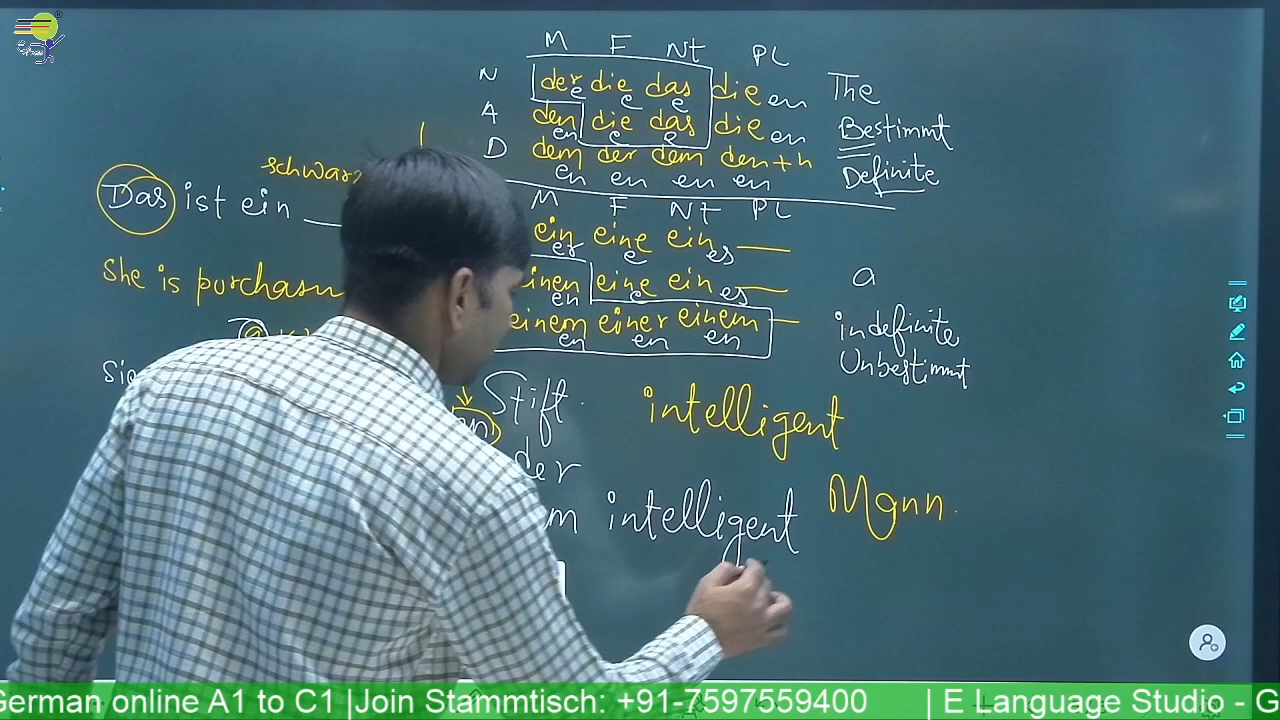 M F Nt PL
N der die das die en The
e e e
A den die das die en Bestimmt
en e e
D dem der dem den+n Definite
en en en en
M F Nt PL
ein eine ein —
er e es
einen eine ein — a
en e es
einem einer einem — indefinite
en en en Unbestimmt
schwarz
Das ist ein ___
She is purchasin
Sie
Stift. intelligent
der
m intelligent Mann.
German online A1 to C1 |Join Stammtisch: +91-7597559400 | E Language Studio - G